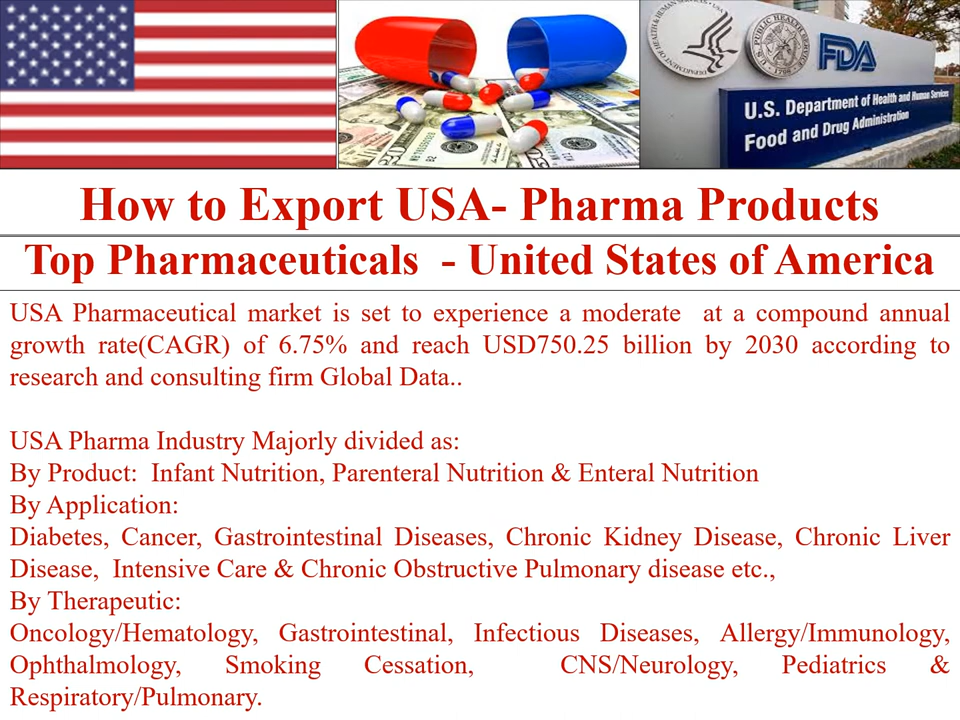 FDA
U.S. Department of Health and Human Services
Food and Drug Administration
How to Export USA- Pharma Products
Top Pharmaceuticals - United States of America
USA Pharmaceutical market is set to experience a moderate at a compound annual
growth rate(CAGR) of 6.75% and reach USD750.25 billion by 2030 according to
research and consulting firm Global Data..
USA Pharma Industry Majorly divided as:
By Product: Infant Nutrition, Parenteral Nutrition & Enteral Nutrition
By Application:
Diabetes, Cancer, Gastrointestinal Diseases, Chronic Kidney Disease, Chronic Liver
Disease, Intensive Care & Chronic Obstructive Pulmonary disease etc.,
By Therapeutic:
Oncology/Hematology, Gastrointestinal, Infectious Diseases, Allergy/Immunology,
Ophthalmology, Smoking Cessation, CNS/Neurology, Pediatrics &
Respiratory/Pulmonary.